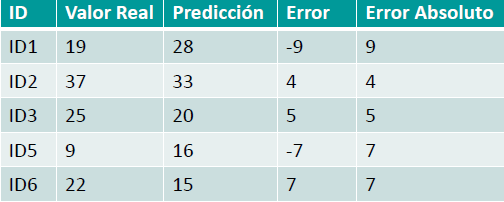 ID Valor Real Predicción Error Error Absoluto
ID1 19 28 -9 9
ID2 37 33 4 4
ID3 25 20 5 5
ID5 9 16 -7 7
ID6 22 15 7 7